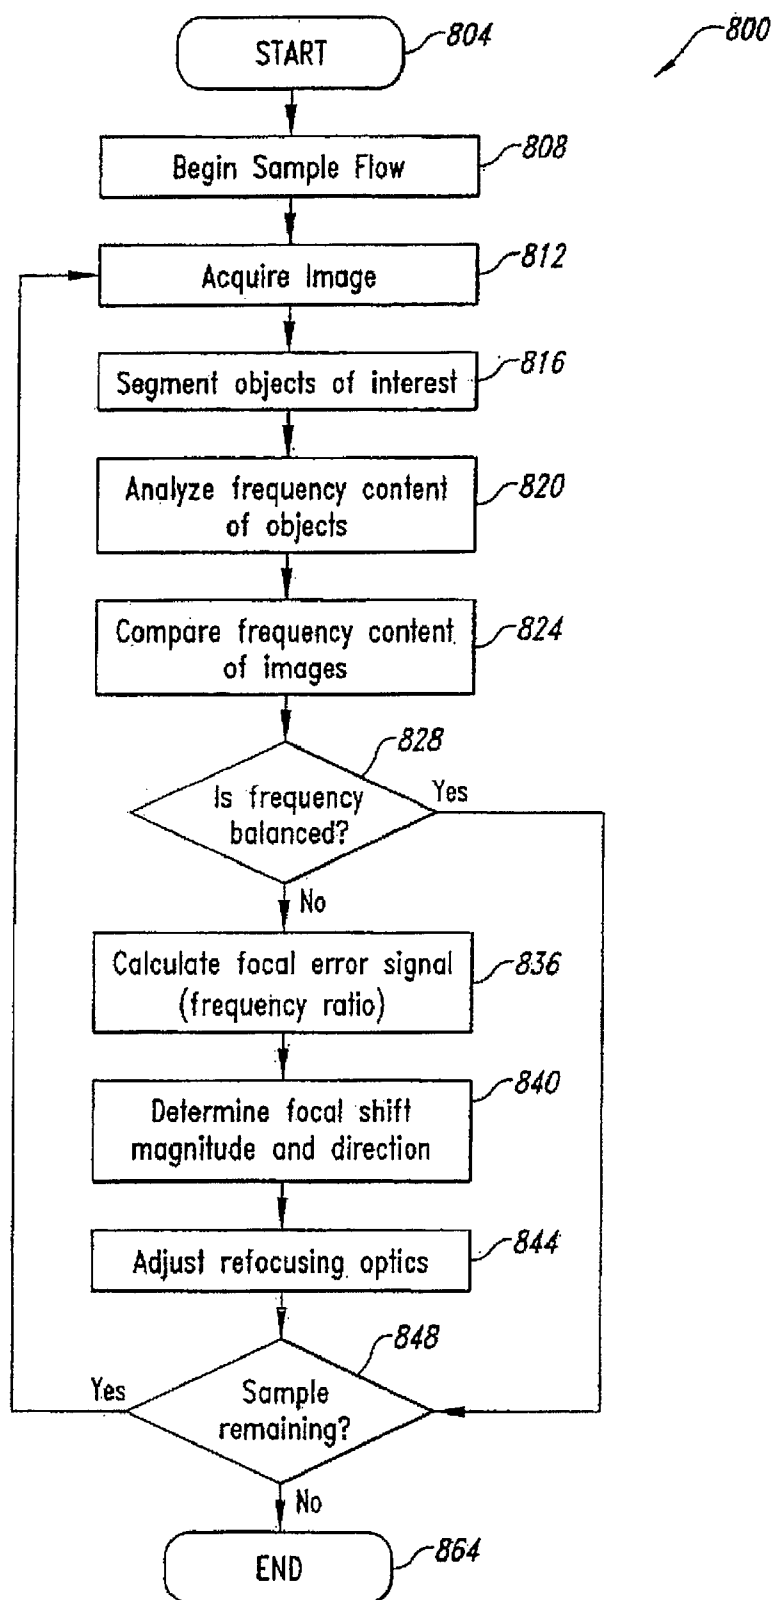 800
START
804
Begin Sample Flow
808
Acquire Image
812
Segment objects of interest
816
Analyze frequency content
of objects
820
Compare frequency content
of images
824
828
Is frequency
balanced?
Yes
No
Calculate focal error signal
(frequency ratio)
836
Determine focal shift
magnitude and direction
840
Adjust refocusing optics
844
848
Yes
Sample
remaining?
No
END
864